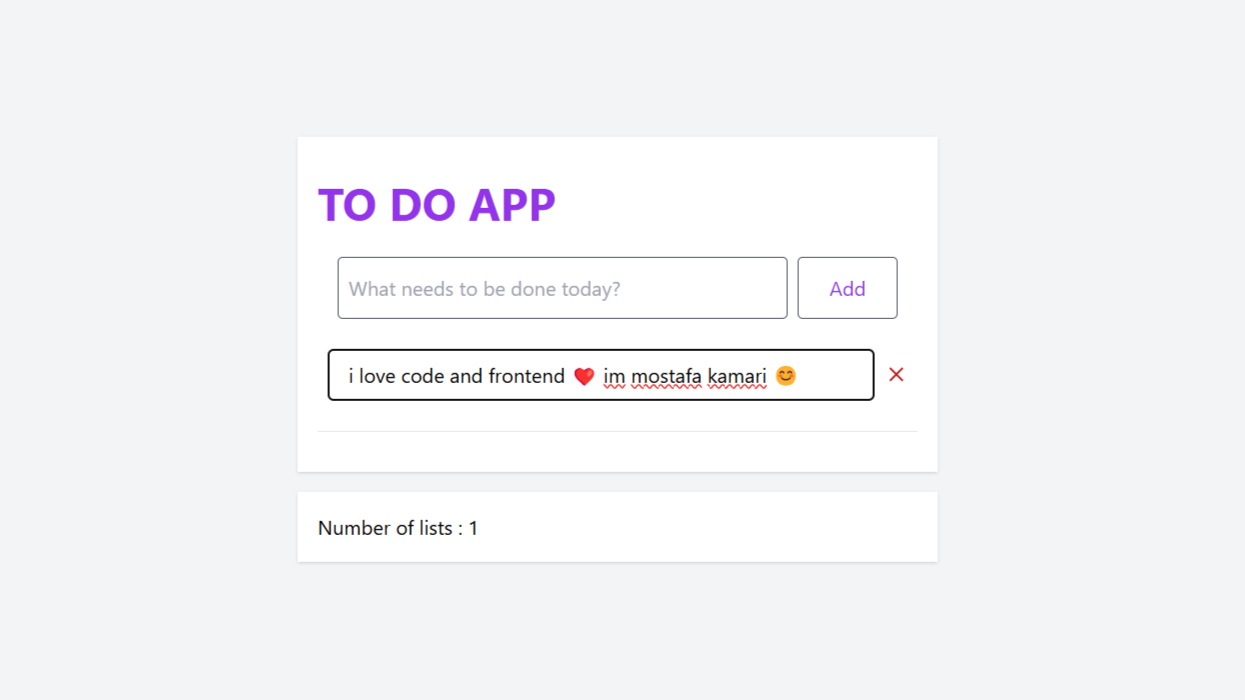 TO DO APP
What needs to be done today?
Add
i love code and frontend ❤️ im mostafa kamari 😊
Number of lists : 1